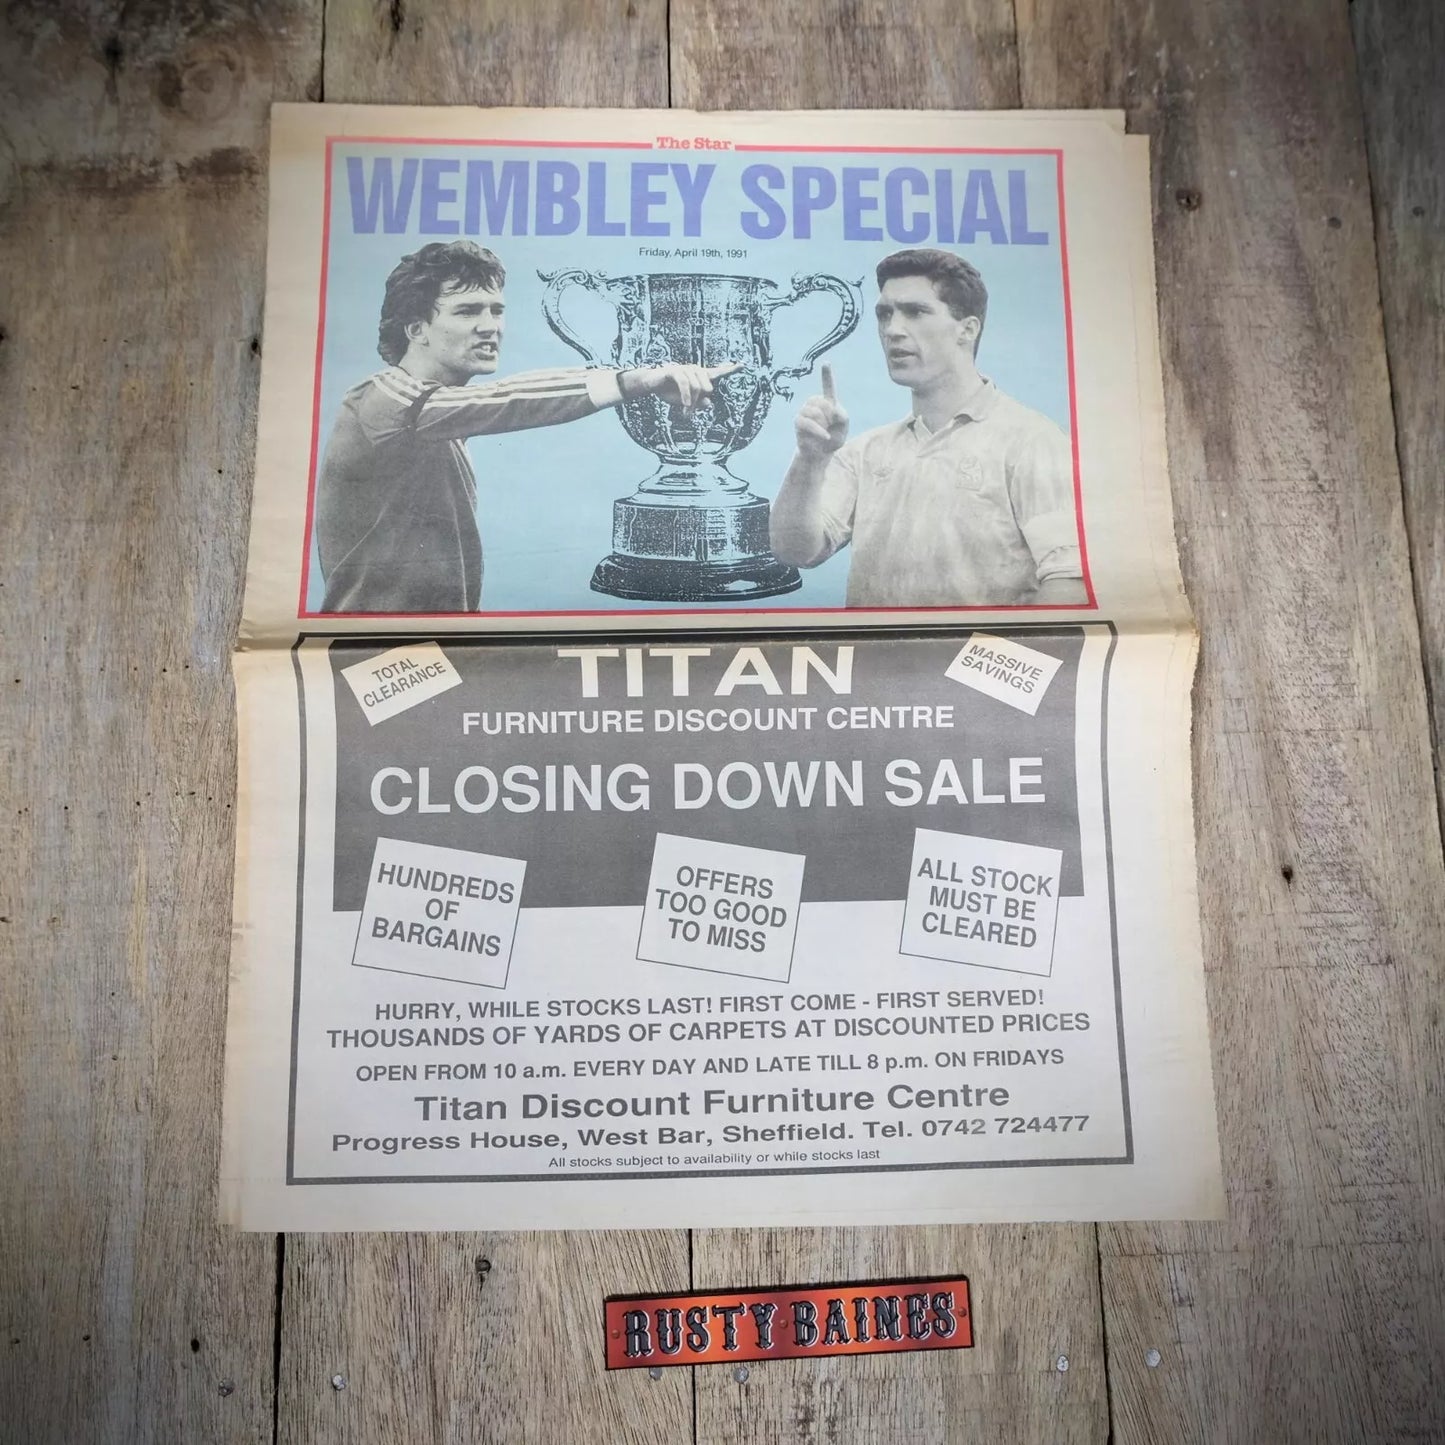 The Star
WEMBLEY SPECIAL
Friday, April 19th, 1991
TOTAL
CLEARANCE
MASSIVE
SAVINGS
TITAN
FURNITURE DISCOUNT CENTRE
CLOSING DOWN SALE
HUNDREDS
OF
BARGAINS
OFFERS
TOO GOOD
TO MISS
ALL STOCK
MUST BE
CLEARED
HURRY, WHILE STOCKS LAST! FIRST COME - FIRST SERVED!
THOUSANDS OF YARDS OF CARPETS AT DISCOUNTED PRICES
OPEN FROM 10 a.m. EVERY DAY AND LATE TILL 8 p.m. ON FRIDAYS
Titan Discount Furniture Centre
Progress House, West Bar, Sheffield. Tel. 0742 724477
All stocks subject to availability or while stocks last
RUSTY BAINES